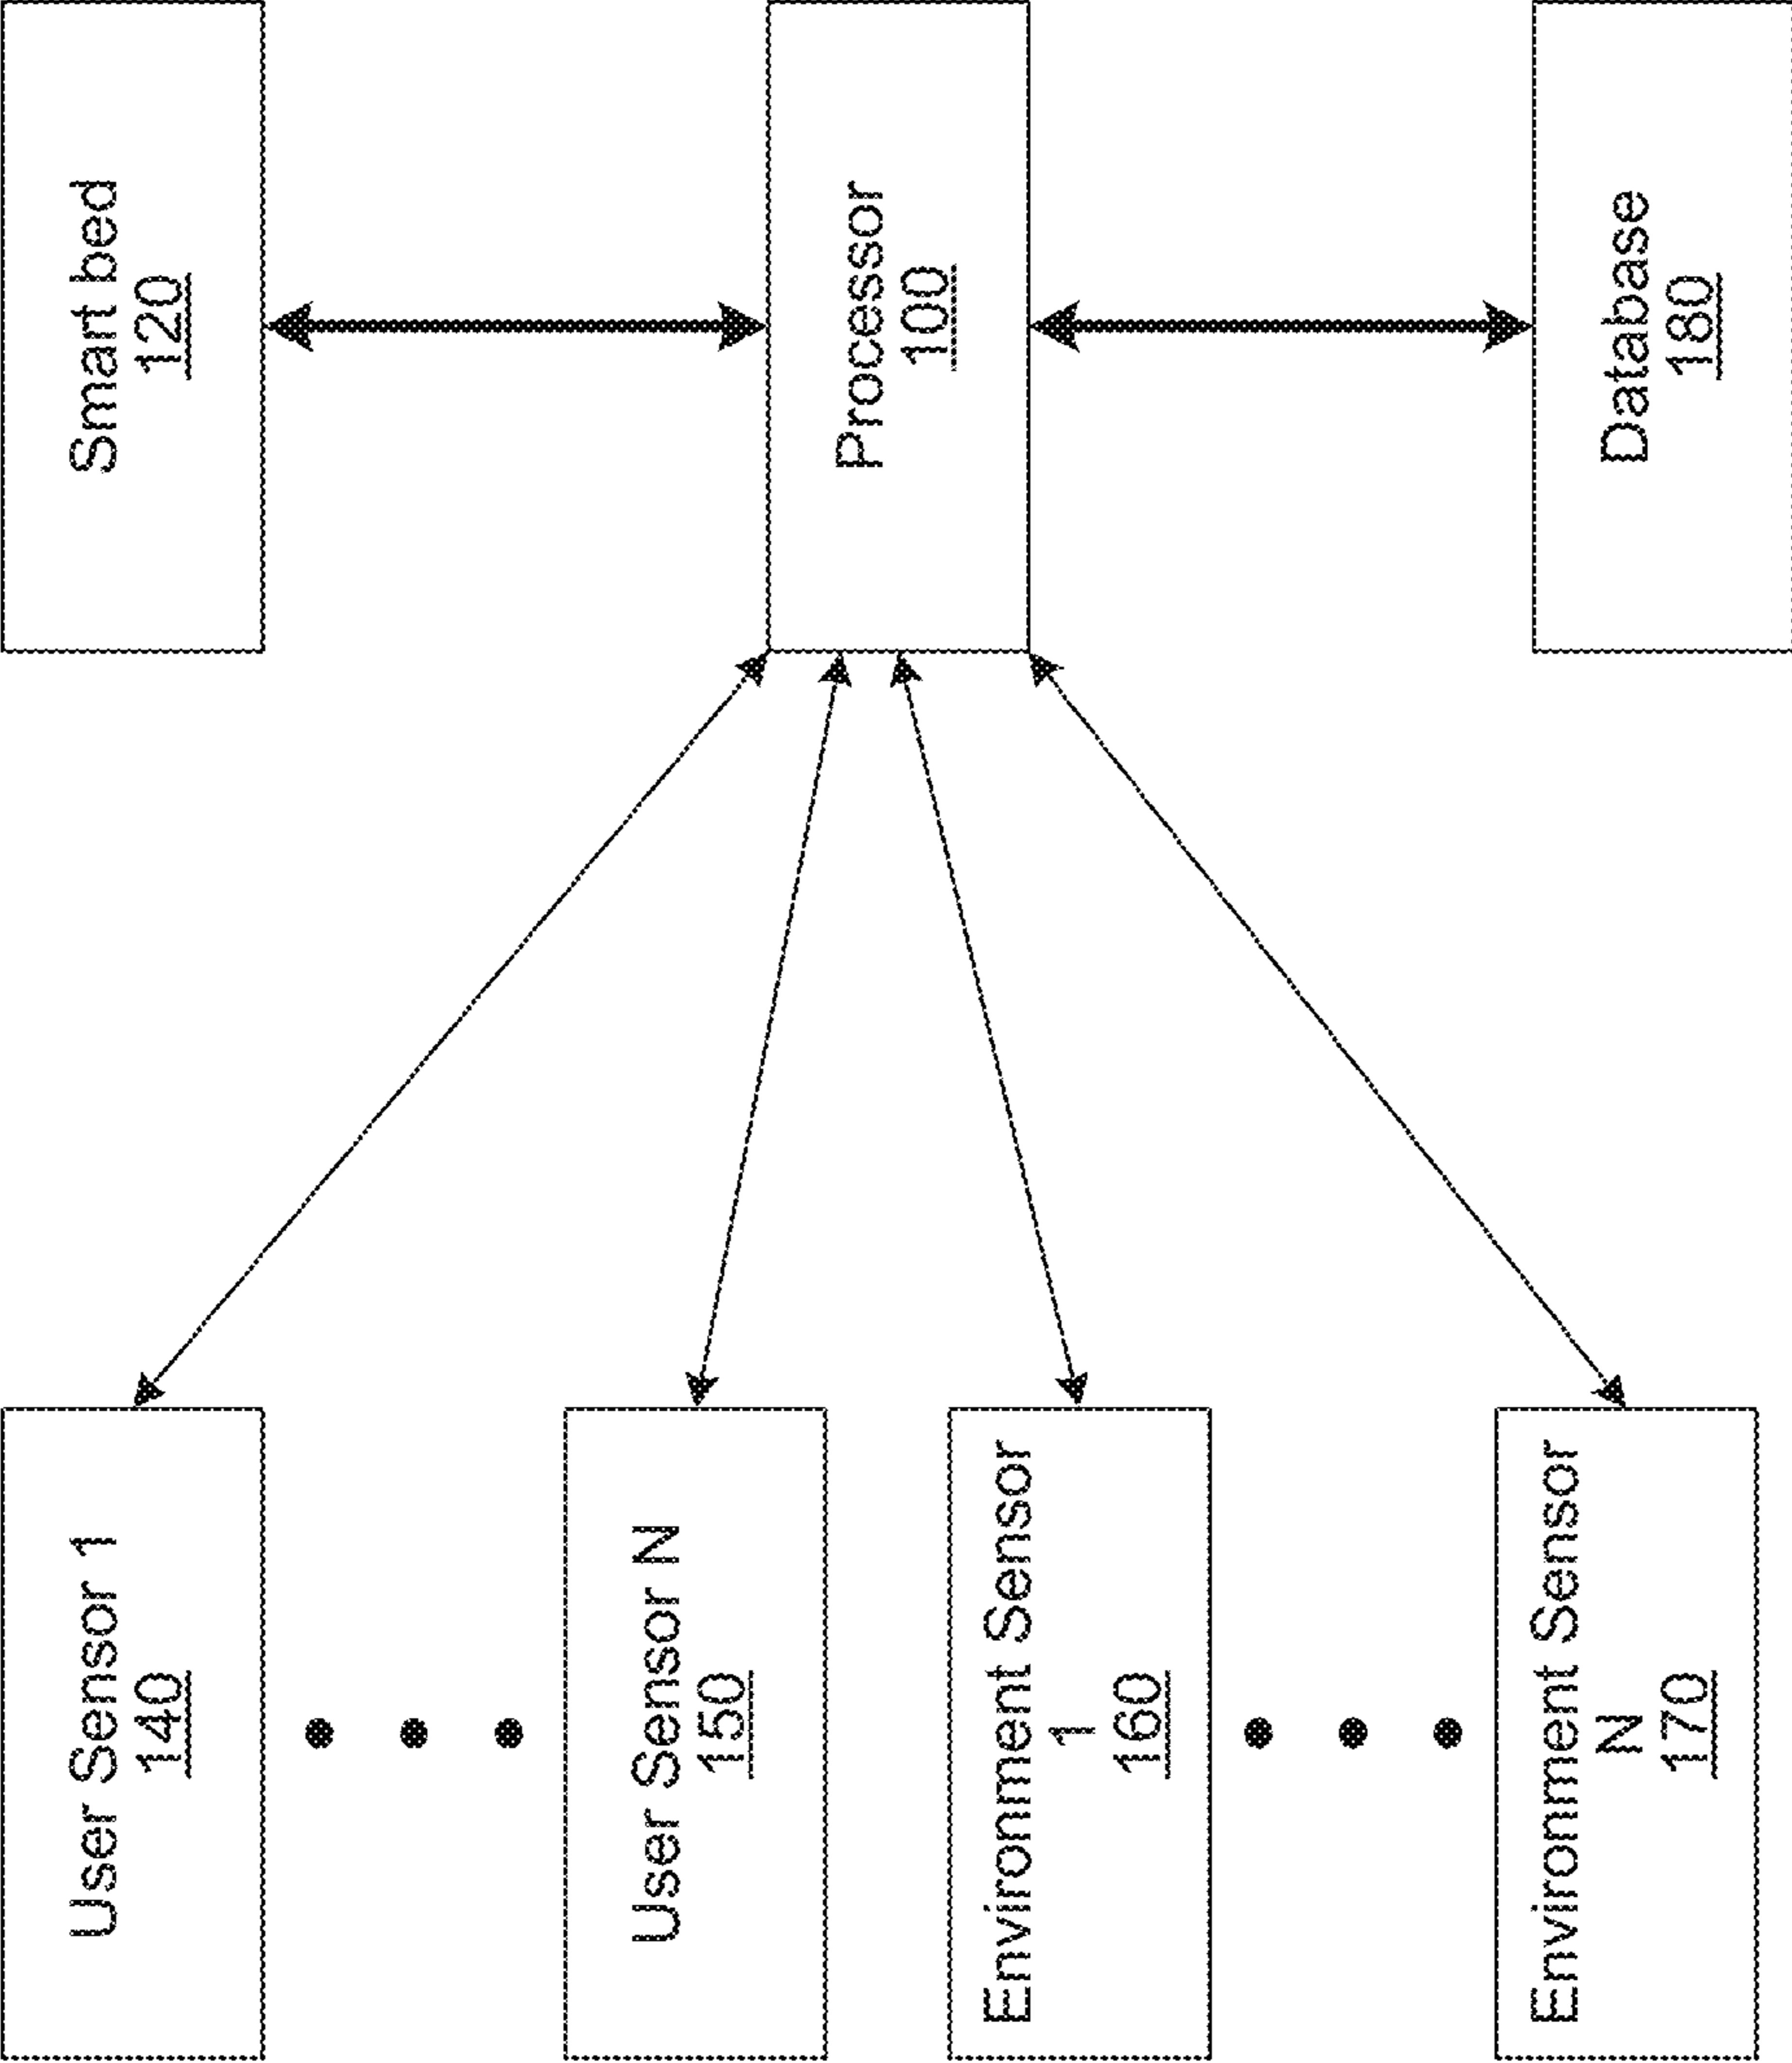 Smart bed
120
Processor
100
Database
180
User Sensor 1
140
User Sensor N
150
Environment Sensor
1
160
Environment Sensor
N
170